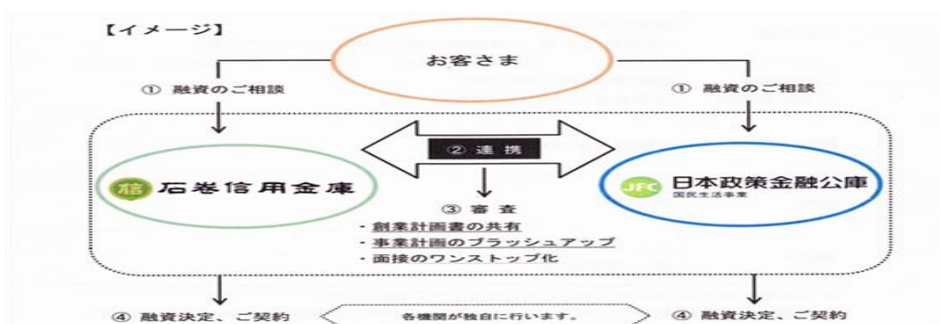 【イメージ】
お客さま
① 融資のご相談
① 融資のご相談
② 連携
信 石巻信用金庫
JFC 日本政策金融公庫
国民生活事業
③ 審査
・創業計画書の共有
・事業計画のブラッシュアップ
・面接のワンストップ化
④ 融資決定、ご契約
各機関が独自に行います。
④ 融資決定、ご契約